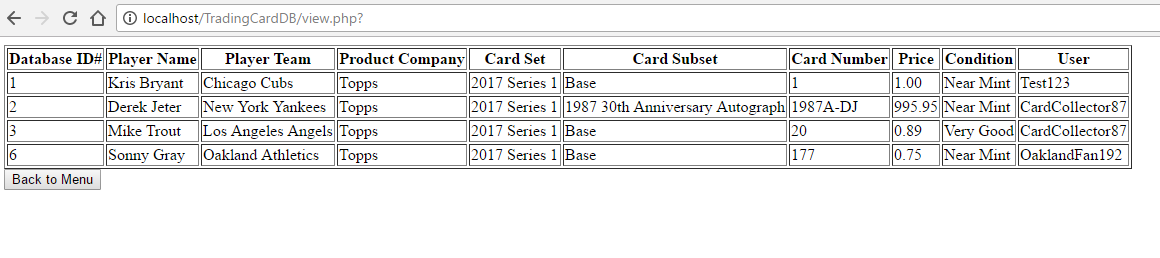 localhost/TradingCardDB/view.php?
Database ID# Player Name Player Team Product Company Card Set Card Subset Card Number Price Condition User
1 Kris Bryant Chicago Cubs Topps 2017 Series 1 Base 1 1.00 Near Mint Test123
2 Derek Jeter New York Yankees Topps 2017 Series 1 1987 30th Anniversary Autograph 1987A-DJ 995.95 Near Mint CardCollector87
3 Mike Trout Los Angeles Angels Topps 2017 Series 1 Base 20 0.89 Very Good CardCollector87
6 Sonny Gray Oakland Athletics Topps 2017 Series 1 Base 177 0.75 Near Mint OaklandFan192
Back to Menu